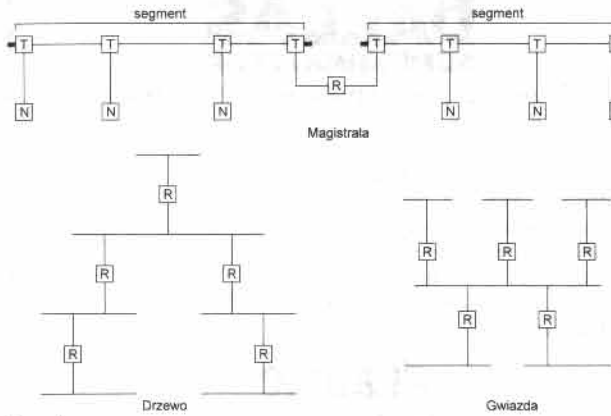 segment segment
T T T T T T T T
R
N N N N N
Magistrala
R
R R R R R
R R R R
Drzewo Gwiazda